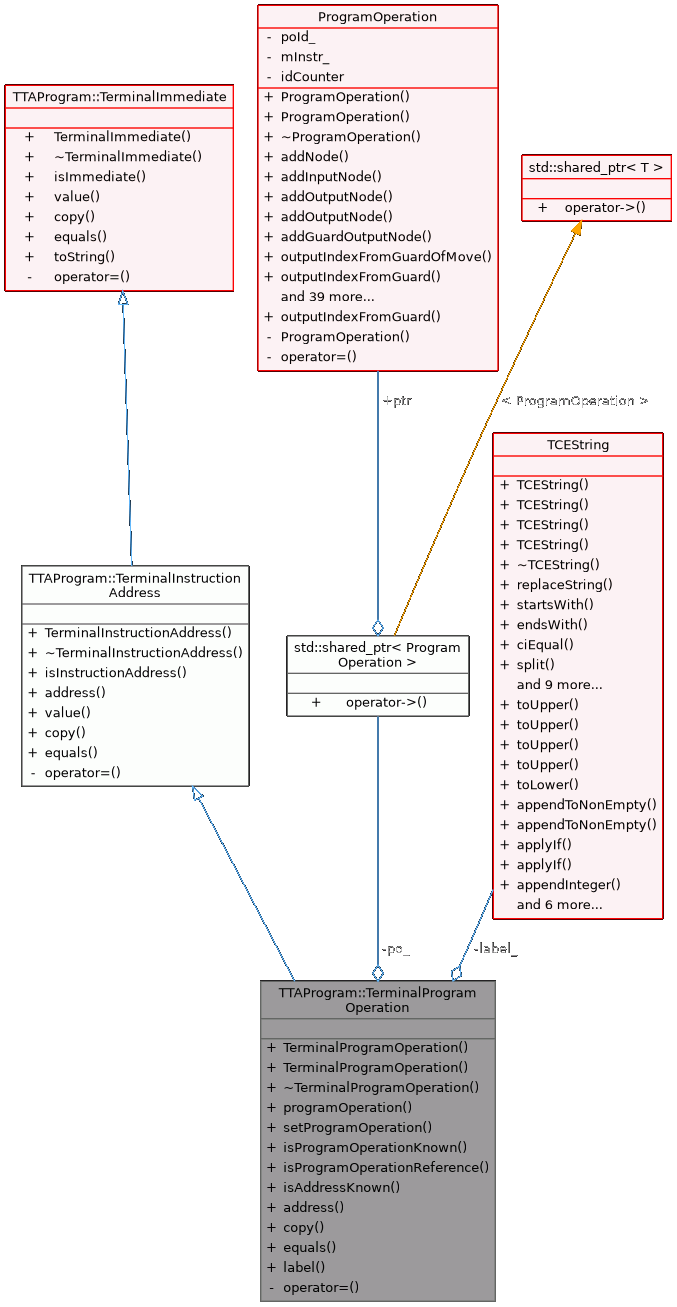 ProgramOperation
- poId_
- mInstr_
- idCounter
+ ProgramOperation()
+ ProgramOperation()
+ ~ProgramOperation()
+ addNode()
+ addInputNode()
+ addOutputNode()
+ addOutputNode()
+ addGuardOutputNode()
+ outputIndexFromGuardOfMove()
+ outputIndexFromGuard()
and 39 more...
+ outputIndexFromGuard()
- ProgramOperation()
- operator=()
TTAProgram::TerminalImmediate
+ TerminalImmediate()
+ ~TerminalImmediate()
+ isImmediate()
+ value()
+ copy()
+ equals()
+ toString()
- operator=()
std::shared_ptr< T >
+ operator->()
+ptr
< ProgramOperation >
TCEString
+ TCEString()
+ TCEString()
+ TCEString()
+ TCEString()
+ ~TCEString()
+ replaceString()
+ startsWith()
+ endsWith()
+ ciEqual()
+ split()
and 9 more...
+ toUpper()
+ toUpper()
+ toUpper()
+ toUpper()
+ toLower()
+ appendToNonEmpty()
+ appendToNonEmpty()
+ applyIf()
+ applyIf()
+ appendInteger()
and 6 more...
TTAProgram::TerminalInstruction
Address
+ TerminalInstructionAddress()
+ ~TerminalInstructionAddress()
+ isInstructionAddress()
+ address()
+ value()
+ copy()
+ equals()
- operator=()
std::shared_ptr< Program
Operation >
+ operator->()
-po_
-label_
TTAProgram::TerminalProgram
Operation
+ TerminalProgramOperation()
+ TerminalProgramOperation()
+ ~TerminalProgramOperation()
+ programOperation()
+ setProgramOperation()
+ isProgramOperationKnown()
+ isProgramOperationReference()
+ isAddressKnown()
+ address()
+ copy()
+ equals()
+ label()
- operator=()